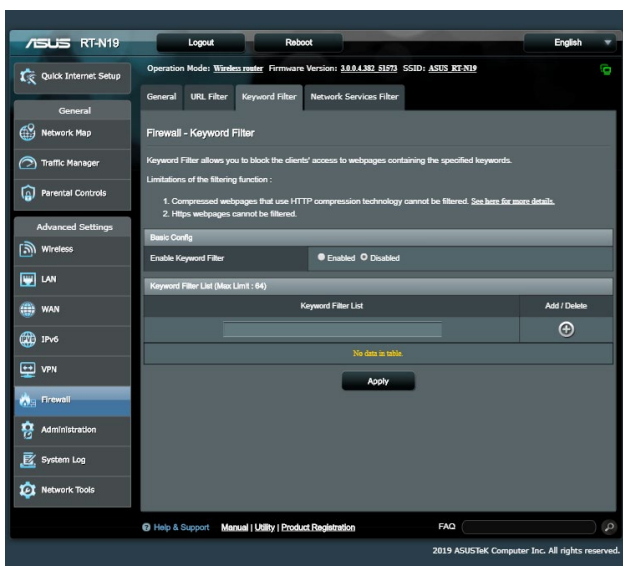 ASUS RT-N19
Logout
Reboot
English
Quick Internet Setup
Operation Mode: Wireless router Firmware Version: 3.0.0.4.382_51573 SSID: ASUS_RT-N19
General
URL Filter
Keyword Filter
Network Services Filter
General
Network Map
Traffic Manager
Parental Controls
Advanced Settings
Wireless
LAN
WAN
IPv6
VPN
Firewall
Administration
System Log
Network Tools
Firewall - Keyword Filter
Keyword Filter allows you to block the clients' access to webpages containing the specified keywords.
Limitations of the filtering function :
1. Compressed webpages that use HTTP compression technology cannot be filtered. See here for more details.
2. Https webpages cannot be filtered.
Basic Config
Enable Keyword Filter
Enabled Disabled
Keyword Filter List (Max Limit : 64)
Keyword Filter List
Add / Delete
No data in table.
Apply
Help & Support Manual | Utility | Product Registration
FAQ
2019 ASUSTeK Computer Inc. All rights reserved.